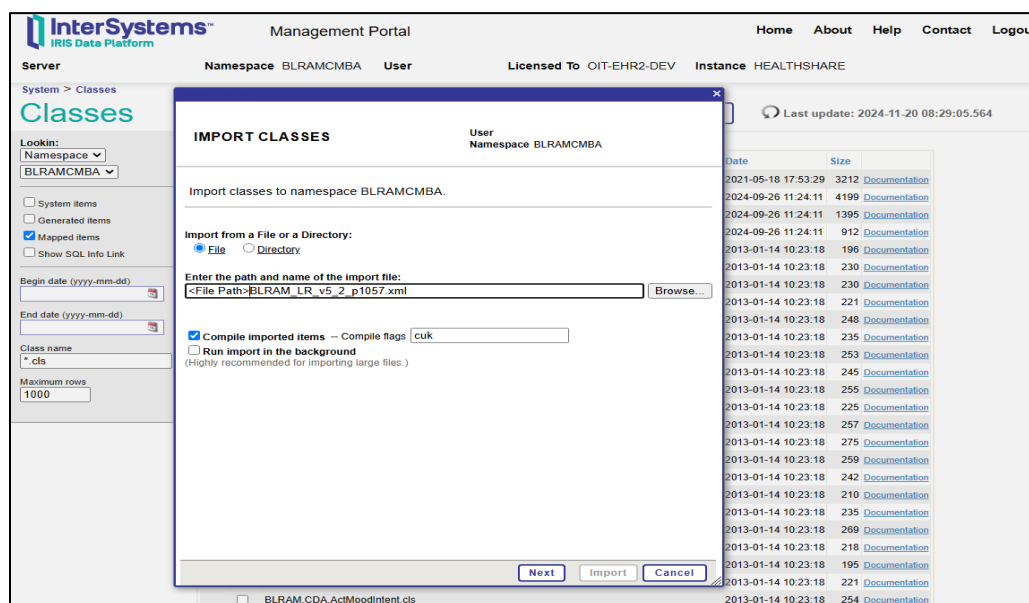 InterSystems™
IRIS Data Platform
Management Portal
Home About Help Contact Logou
Server Namespace BLRAMCMBA User Licensed To OIT-EHR2-DEV Instance HEALTHSHARE
System > Classes
Classes
Last update: 2024-11-20 08:29:05.564
Lookin:
Namespace
BLRAMCMBA
System items
Generated items
Mapped items
Show SQL Info Link
Begin date (yyyy-mm-dd)
End date (yyyy-mm-dd)
Class name
*.cls
Maximum rows
1000
×
IMPORT CLASSES
User
Namespace BLRAMCMBA
Import classes to namespace BLRAMCMBA.
Import from a File or a Directory:
File Directory
Enter the path and name of the import file:
<File Path>BLRAM_LR_v5_2_p1057.xml Browse...
Compile imported items -- Compile flags cuk
Run import in the background
(Highly recommended for importing large files.)
Next Import Cancel
Date Size
2021-05-18 17:53:29 3212 Documentation
2024-09-26 11:24:11 4199 Documentation
2024-09-26 11:24:11 1395 Documentation
2024-09-26 11:24:11 912 Documentation
2013-01-14 10:23:18 196 Documentation
2013-01-14 10:23:18 230 Documentation
2013-01-14 10:23:18 230 Documentation
2013-01-14 10:23:18 221 Documentation
2013-01-14 10:23:18 248 Documentation
2013-01-14 10:23:18 235 Documentation
2013-01-14 10:23:18 253 Documentation
2013-01-14 10:23:18 245 Documentation
2013-01-14 10:23:18 255 Documentation
2013-01-14 10:23:18 225 Documentation
2013-01-14 10:23:18 257 Documentation
2013-01-14 10:23:18 275 Documentation
2013-01-14 10:23:18 259 Documentation
2013-01-14 10:23:18 242 Documentation
2013-01-14 10:23:18 210 Documentation
2013-01-14 10:23:18 235 Documentation
2013-01-14 10:23:18 269 Documentation
2013-01-14 10:23:18 218 Documentation
2013-01-14 10:23:18 195 Documentation
2013-01-14 10:23:18 221 Documentation
BLRAM.CDA.ActMoodIntent.cls 2013-01-14 10:23:18 254 Documentation